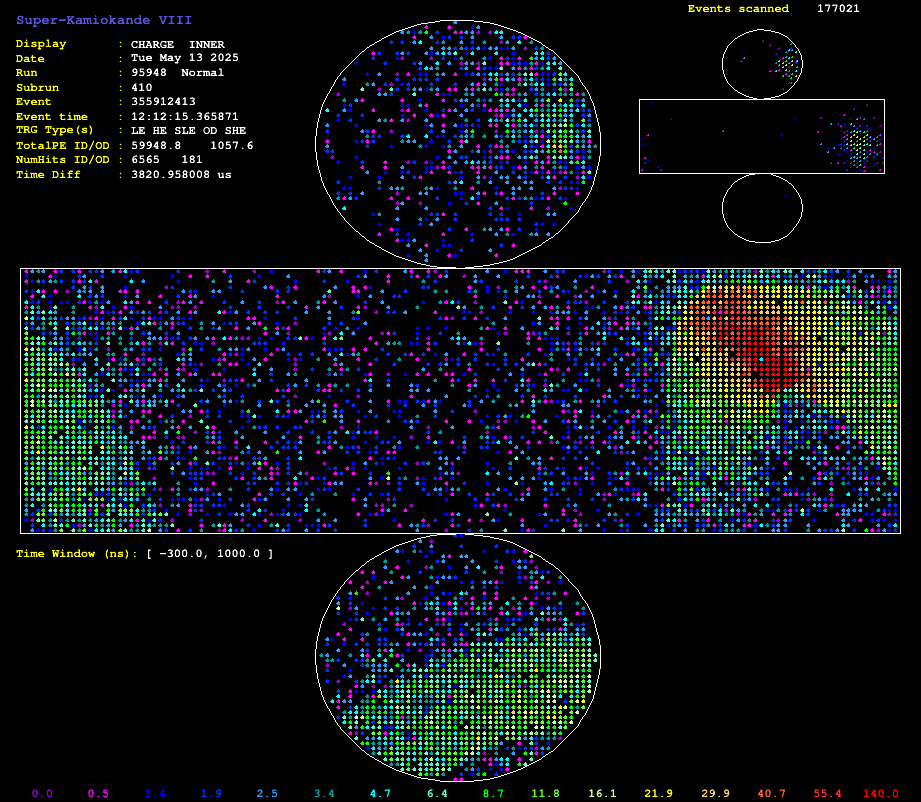 Super-Kamiokande VIII
Events scanned 177021
Display : CHARGE INNER
Date : Tue May 13 2025
Run : 95948 Normal
Subrun : 410
Event : 355912413
Event time : 12:12:15.365871
TRG Type(s) : LE HE SLE OD SHE
TotalPE ID/OD : 59948.8 1057.6
NumHits ID/OD : 6565 181
Time Diff : 3820.958008 us
Time Window (ns): [ −300.0, 1000.0 ]
0.0 0.5 1.4 1.9 2.5 3.4 4.7 6.4 8.7 11.8 16.1 21.9 29.9 40.7 55.4 140.0